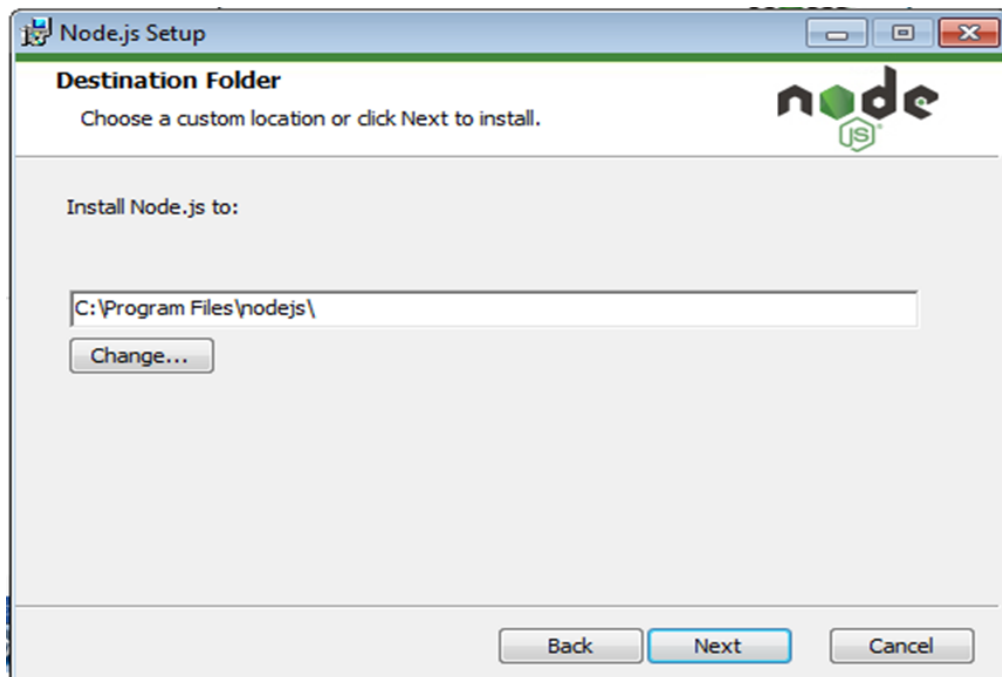 Node.js Setup
Destination Folder
Choose a custom location or click Next to install.
node
JS
Install Node.js to:
C:\Program Files\nodejs\
Change...
Back
Next
Cancel